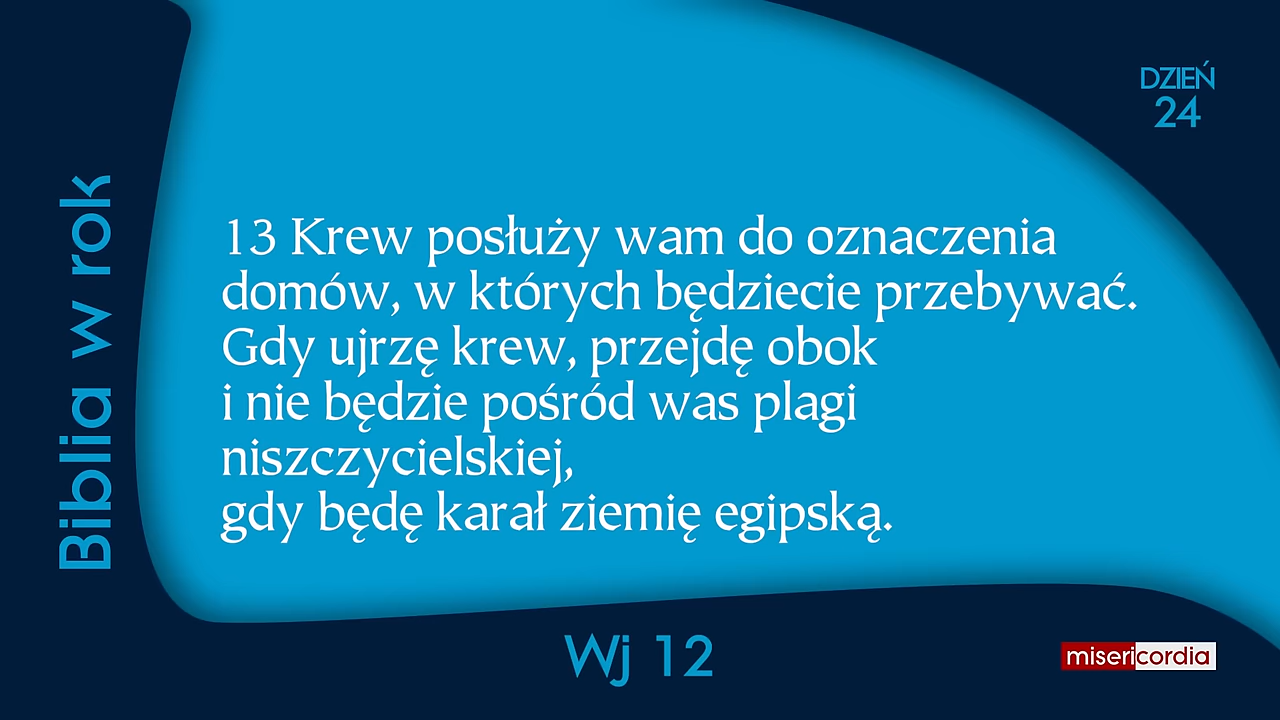 DZIEŃ
24
Biblia w rok
13 Krew posłuży wam do oznaczenia
domów, w których będziecie przebywać.
Gdy ujrzę krew, przejdę obok
i nie będzie pośród was plagi
niszczycielskiej,
gdy będę karał ziemię egipską.
Wj 12
misericordia